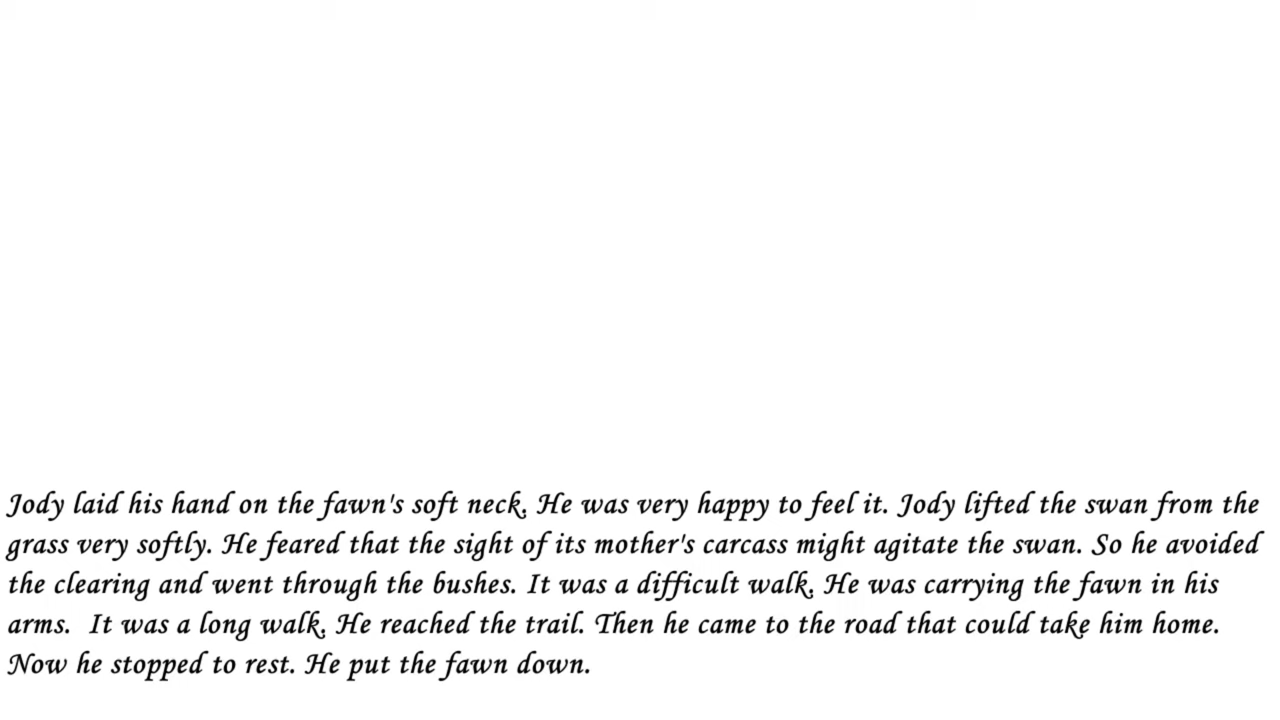 Jody laid his hand on the fawn's soft neck. He was very happy to feel it. Jody lifted the swan from the
grass very softly. He feared that the sight of its mother's carcass might agitate the swan. So he avoided
the clearing and went through the bushes. It was a difficult walk. He was carrying the fawn in his
arms.  It was a long walk. He reached the trail. Then he came to the road that could take him home.
Now he stopped to rest. He put the fawn down.